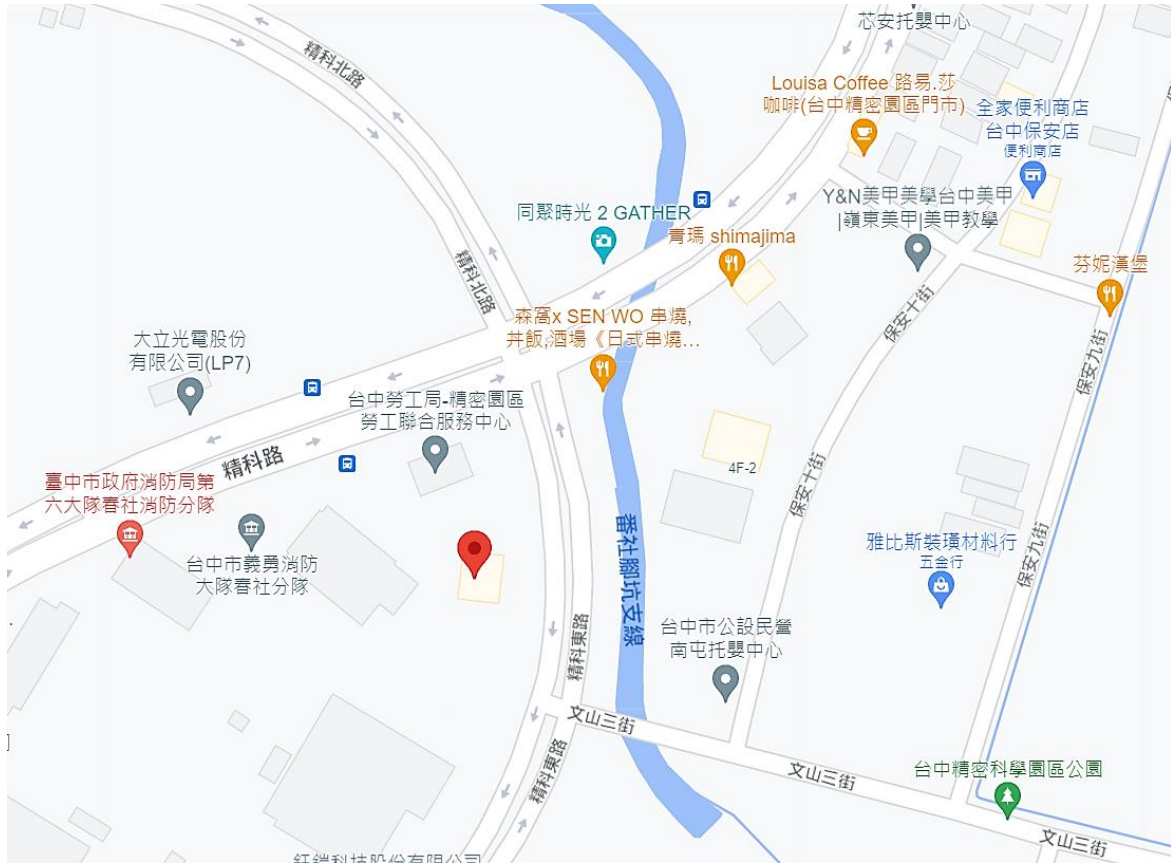 芯安托嬰中心
精科北路
Louisa Coffee 路易.莎
咖啡(台中精密園區門市)
全家便利商店
台中保安店
便利商店
Y&N美甲美學台中美甲
|嶺東美甲|美甲教學
同聚時光 2 GATHER
青瑪 shimajima
精科北路
芬妮漢堡
森窩x SEN WO 串燒,
丼飯,酒場《日式串燒...
保安十街
大立光電股份
有限公司(LP7)
保安九街
台中勞工局-精密園區
勞工聯合服務中心
精科路
4F-2
保安十街
臺中市政府消防局第
六大隊春社消防分隊
台中市義勇消防
大隊春社分隊
番社腳坑支線
雅比斯裝璜材料行
五金行
保安九街
精科東路
台中市公設民營
南屯托嬰中心
文山三街
精科東路
文山三街
台中精密科學園區公園
文山三街